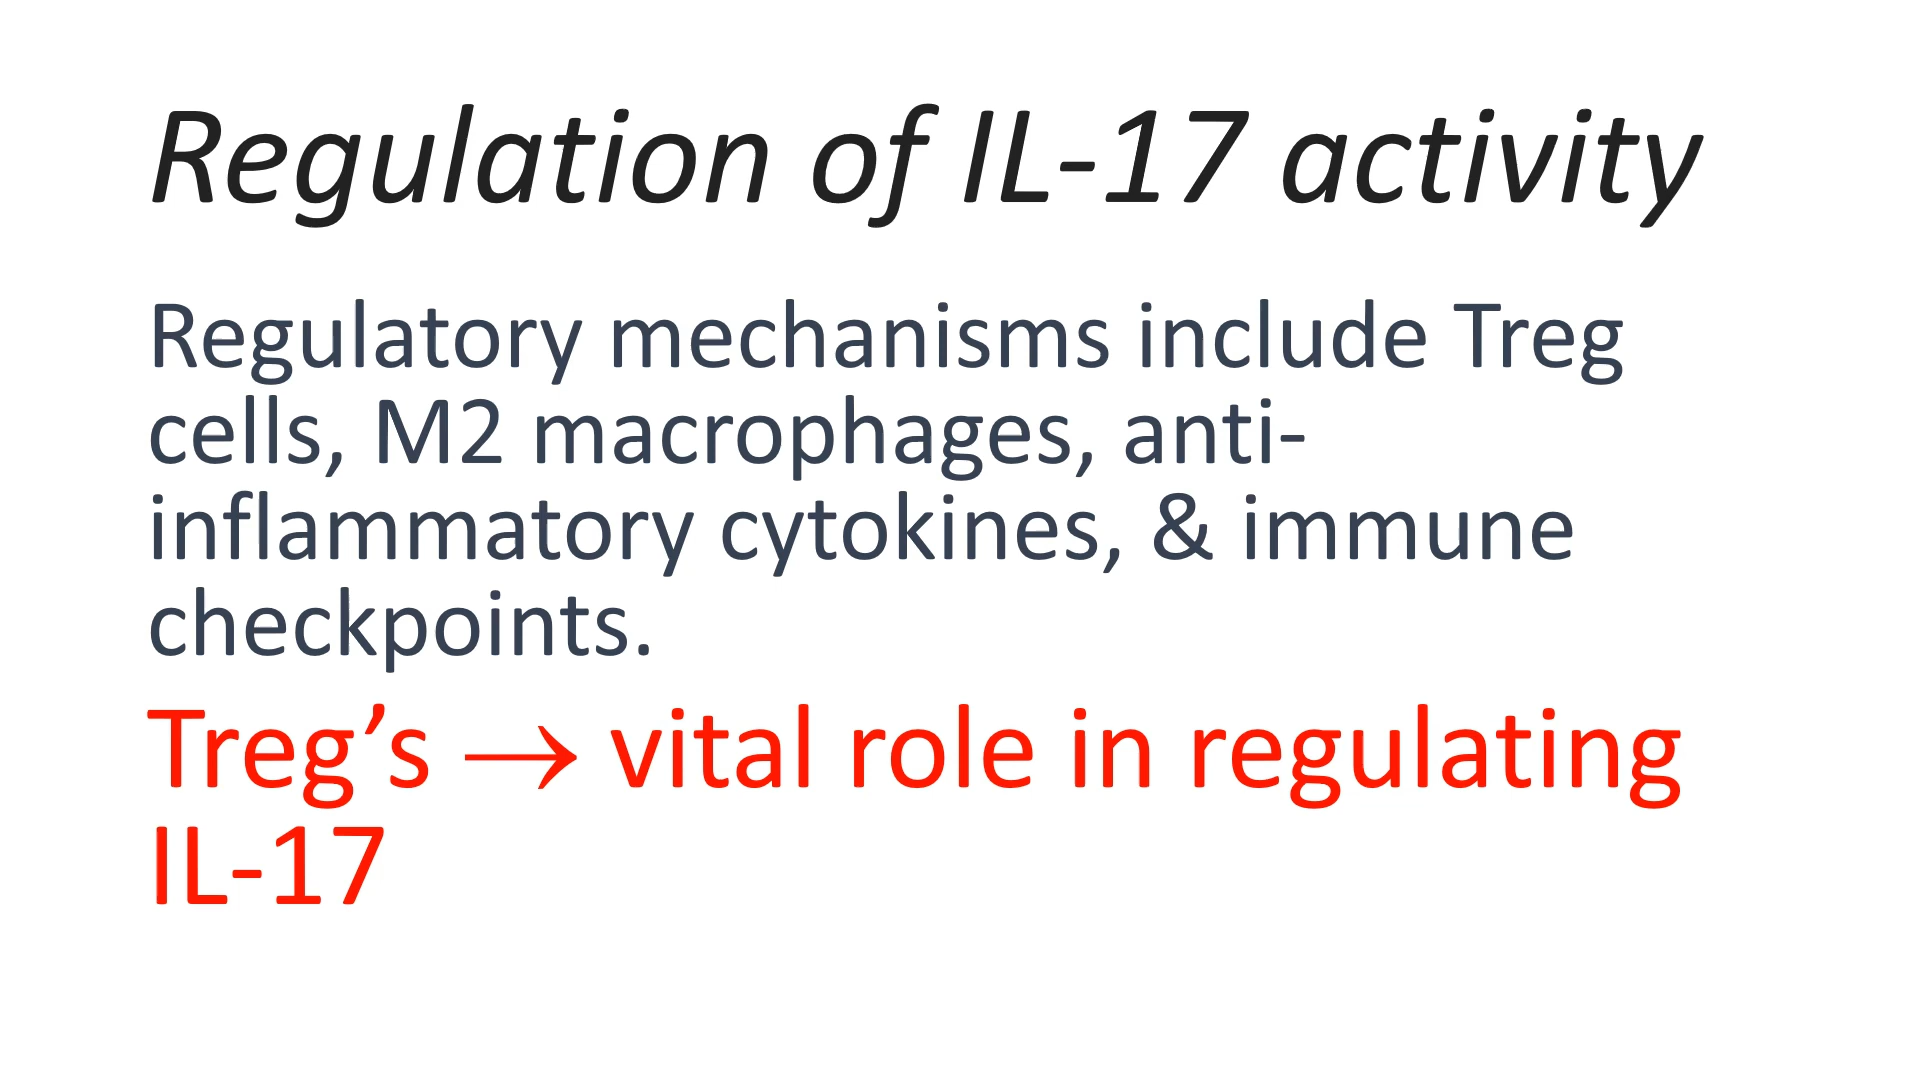 Regulation of IL-17 activity
Regulatory mechanisms include Treg
cells, M2 macrophages, anti-
inflammatory cytokines, & immune
checkpoints.
Treg’s → vital role in regulating
IL-17